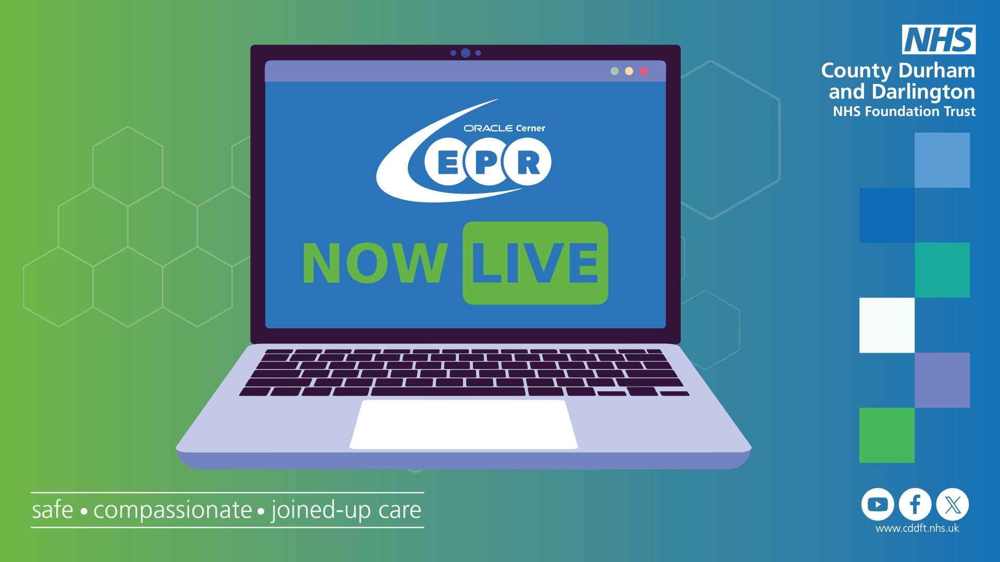 NHS
County Durham
and Darlington
NHS Foundation Trust
ORACLE Cerner
EPR
NOW LIVE
safe • compassionate • joined-up care
www.cddft.nhs.uk